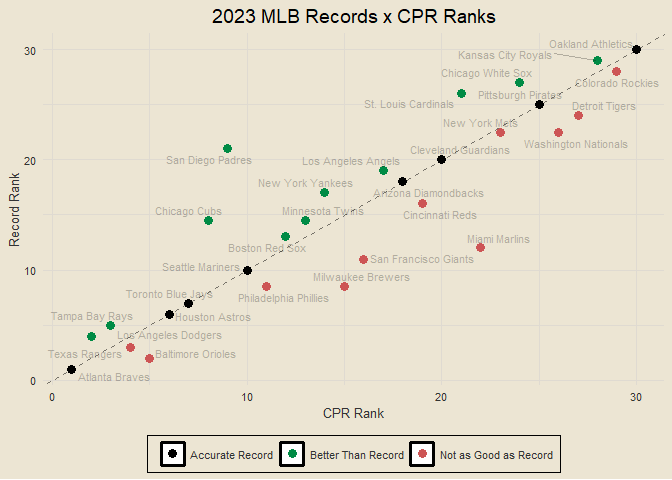 2023 MLB Records x CPR Ranks
Oakland Athletics
Kansas City Royals
Chicago White Sox
Colorado Rockies
Pittsburgh Pirates
St. Louis Cardinals
Detroit Tigers
New York Mets
Washington Nationals
Cleveland Guardians
San Diego Padres
Los Angeles Angels
New York Yankees
Arizona Diamondbacks
Chicago Cubs
Minnesota Twins
Cincinnati Reds
Boston Red Sox
Miami Marlins
Seattle Mariners
San Francisco Giants
Milwaukee Brewers
Toronto Blue Jays
Philadelphia Phillies
Tampa Bay Rays
Houston Astros
Los Angeles Dodgers
Texas Rangers
Baltimore Orioles
Atlanta Braves
30
20
10
0
Record Rank
0 10 20 30
CPR Rank
Accurate Record Better Than Record Not as Good as Record